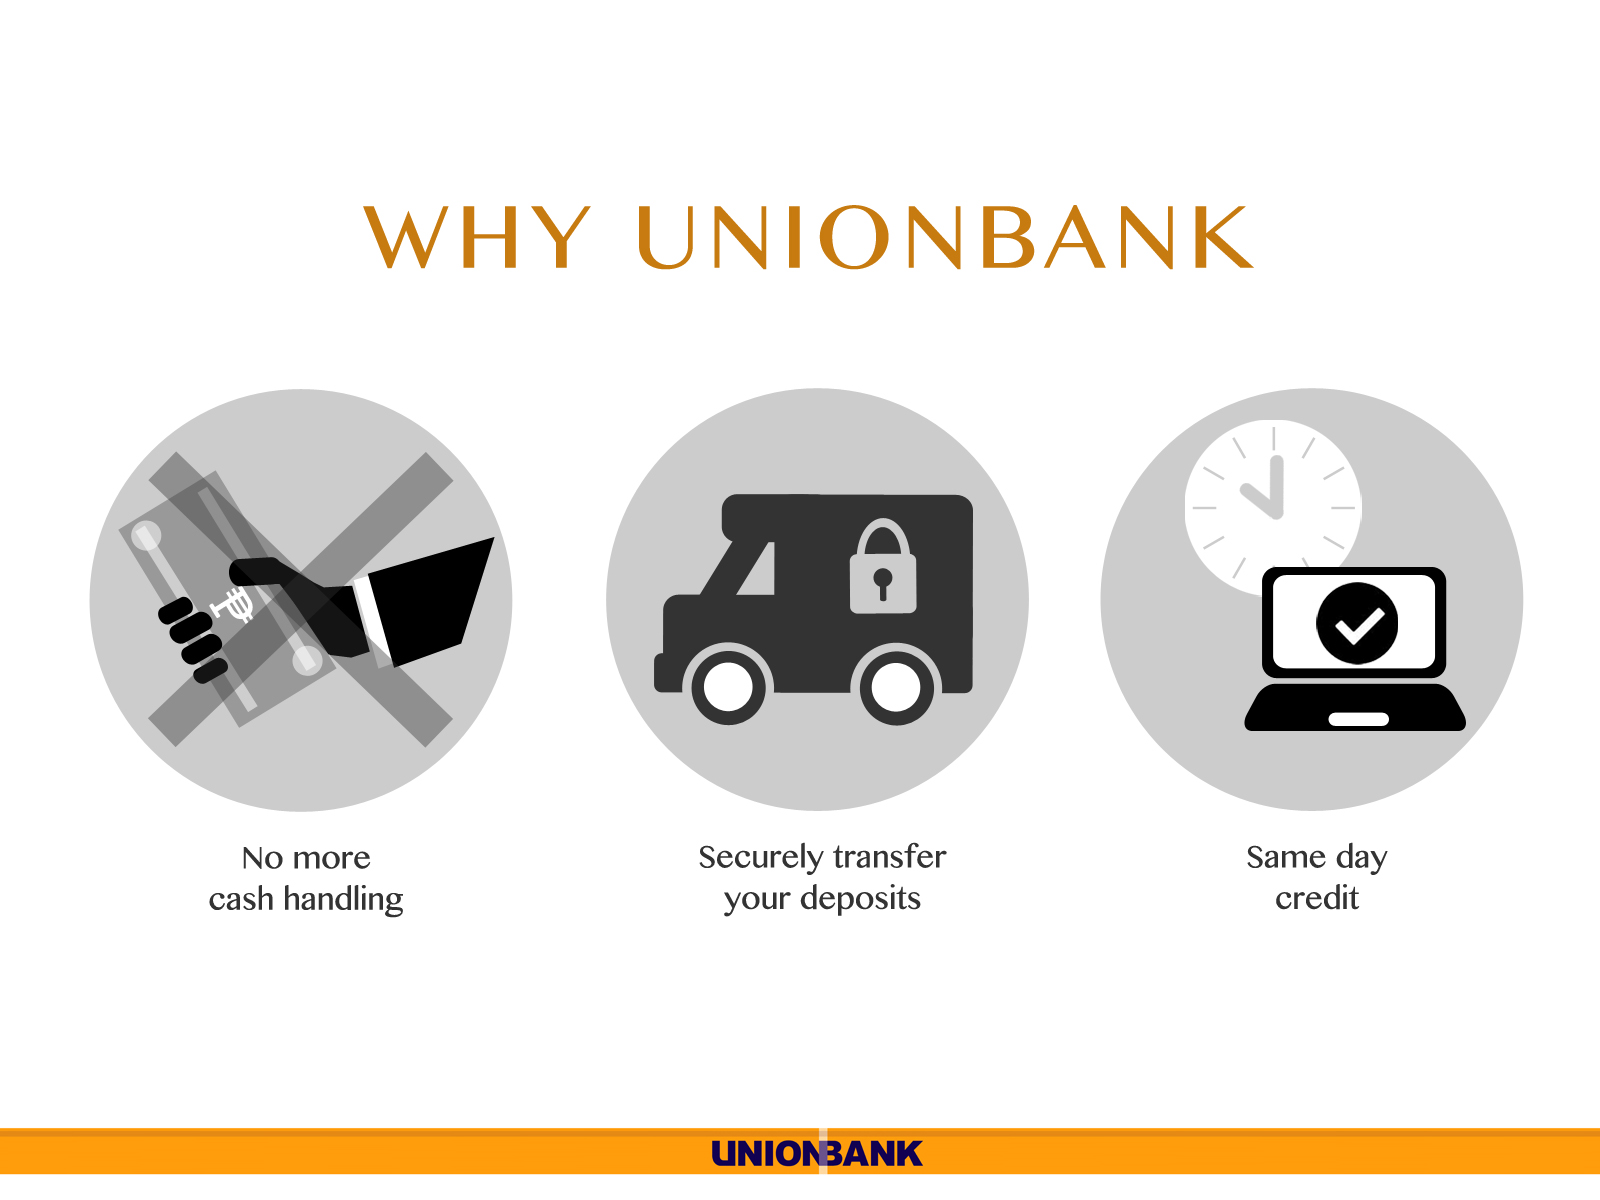 WHY UNIONBANK
₱
No more
cash handling
Securely transfer
your deposits
Same day
credit
UNIONBANK